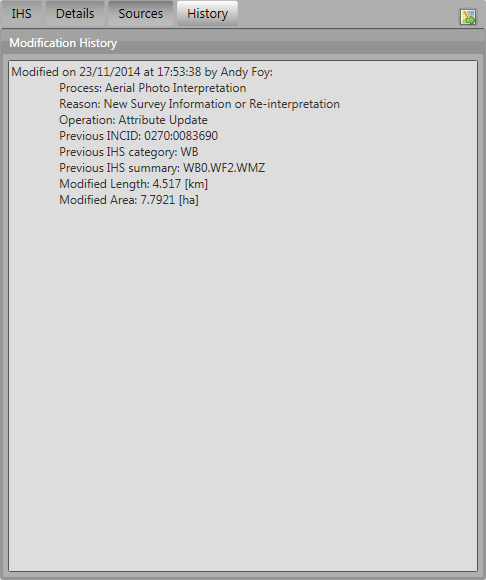 IHS Details Sources History
Modification History
Modified on 23/11/2014 at 17:53:38 by Andy Foy:
Process: Aerial Photo Interpretation
Reason: New Survey Information or Re-interpretation
Operation: Attribute Update
Previous INCID: 0270:0083690
Previous IHS category: WB
Previous IHS summary: WB0.WF2.WMZ
Modified Length: 4.517 [km]
Modified Area: 7.7921 [ha]